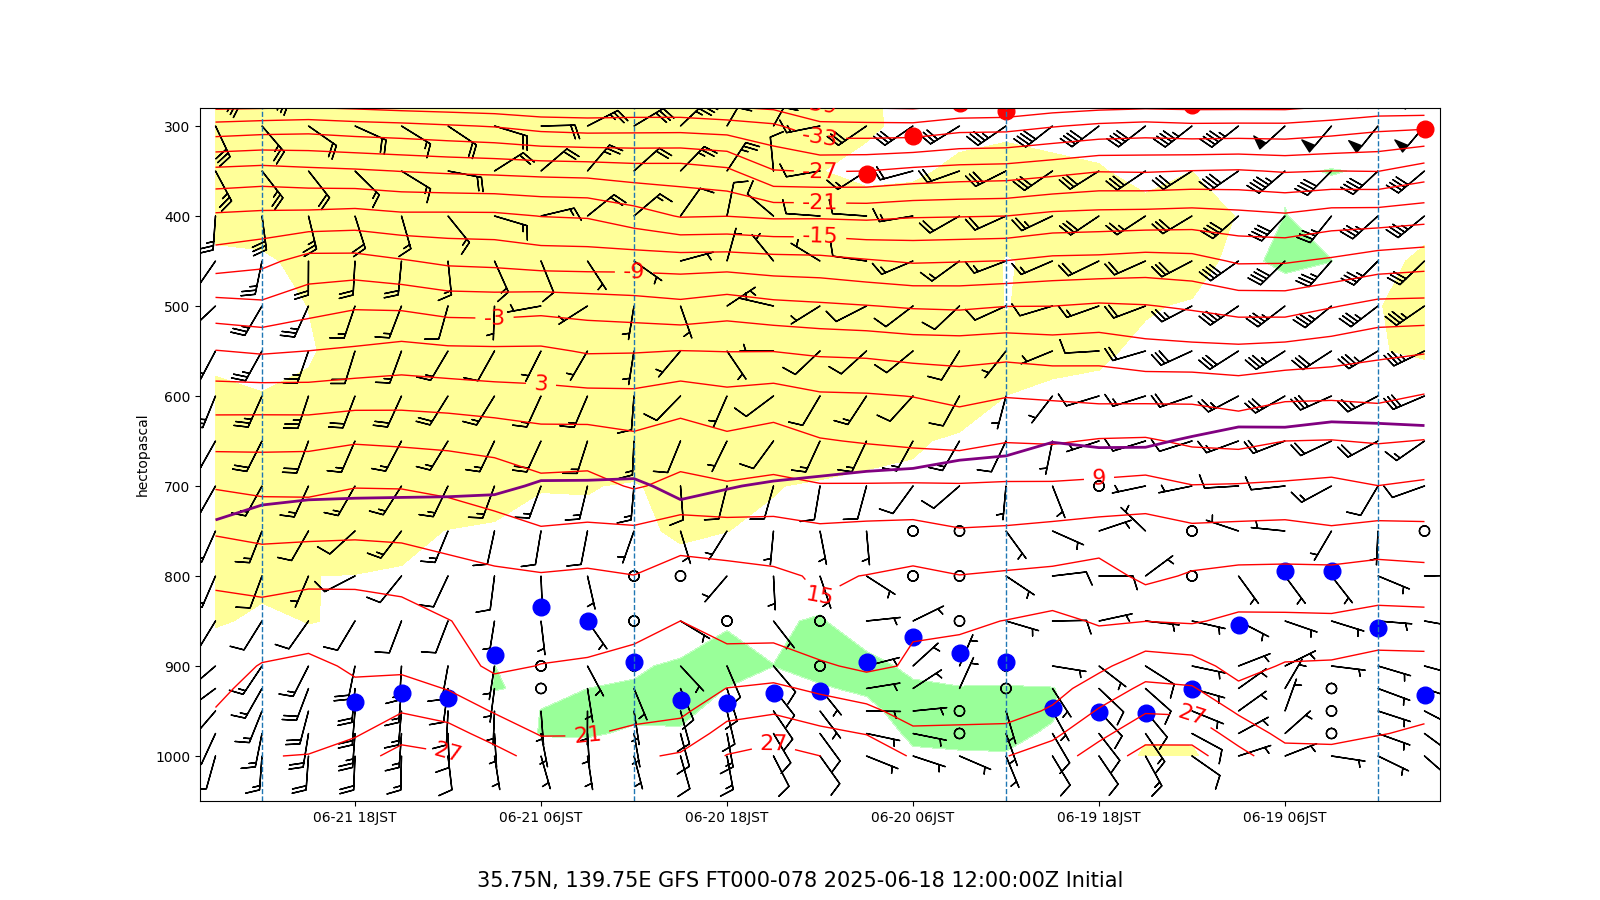 300
400
500
600
700
800
900
1000
hectopascal
-33
-27
-21
-15
-9
-3
3
9
15
21
27
27
27
06-21 18JST
06-21 06JST
06-20 18JST
06-20 06JST
06-19 18JST
06-19 06JST
35.75N, 139.75E GFS FT000-078 2025-06-18 12:00:00Z Initial